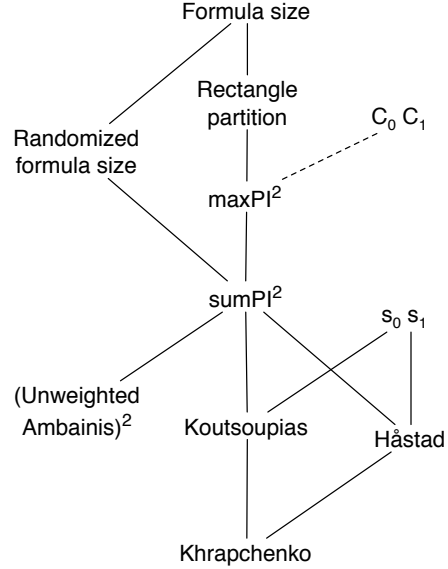 Formula size
Rectangle
partition
Randomized
formula size
C₀ C₁
maxPI²
sumPI²
s₀ s₁
(Unweighted
Ambainis)²
Koutsoupias
Håstad
Khrapchenko